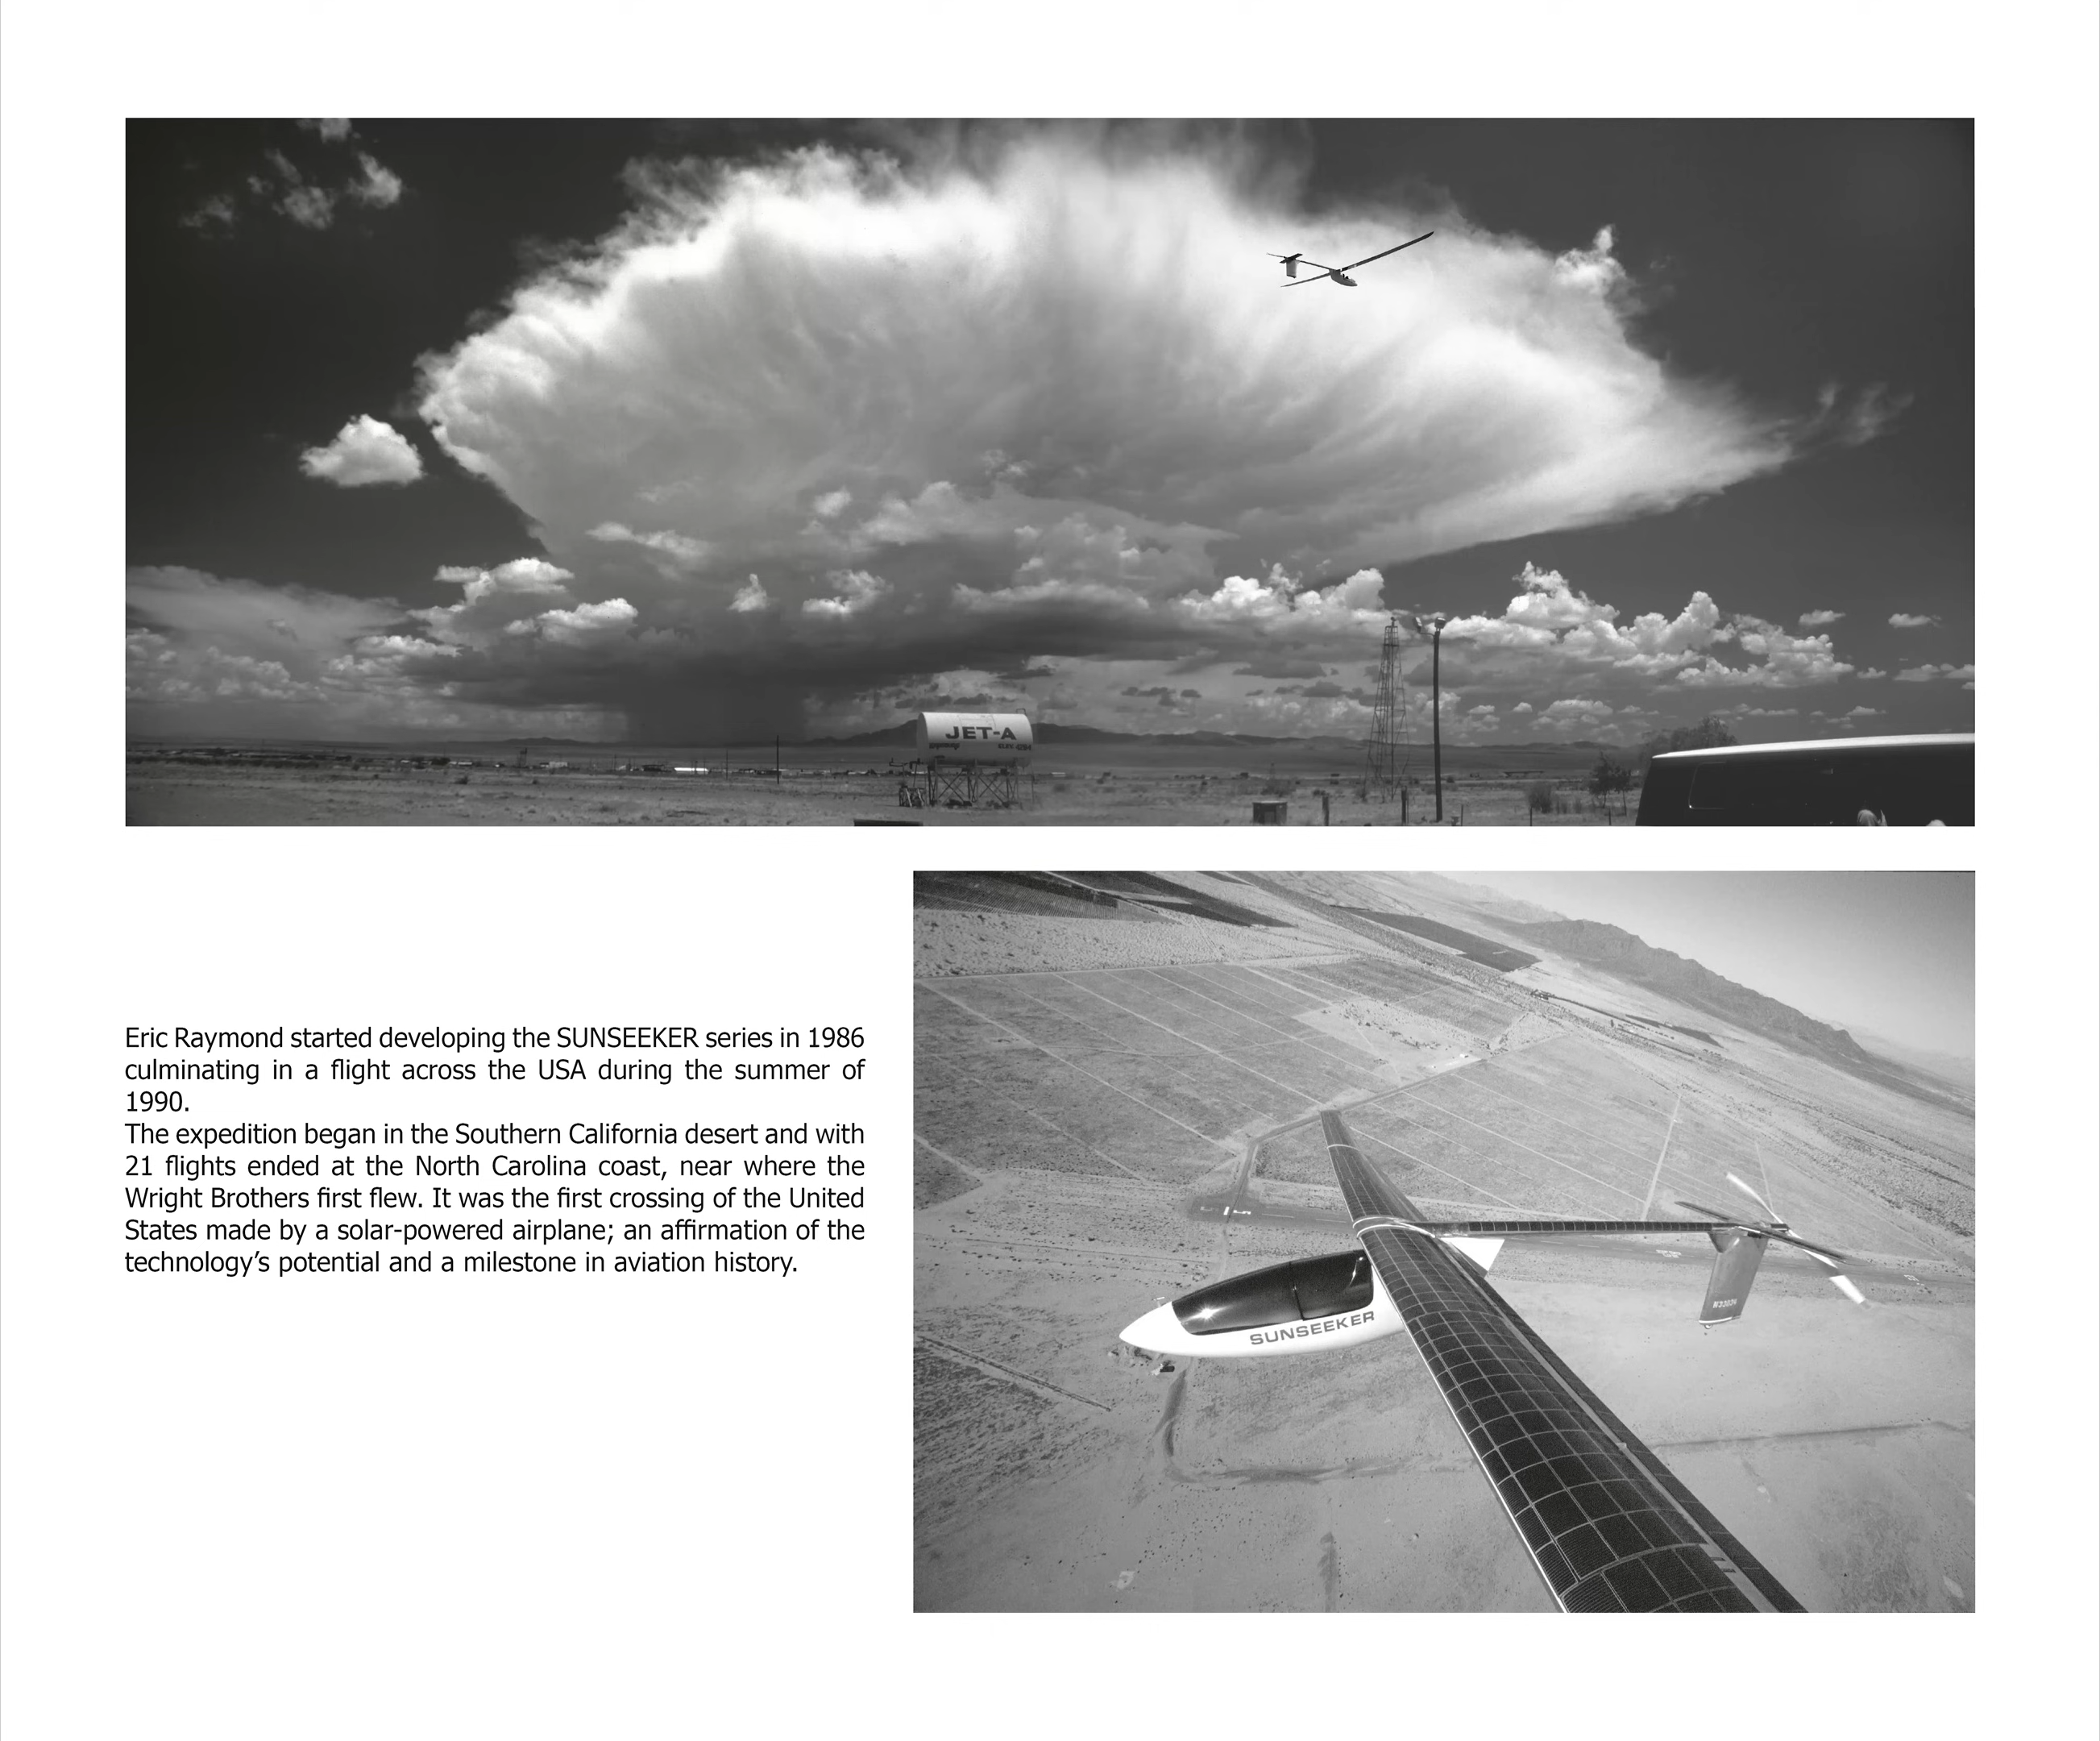 JET-A
Eric Raymond started developing the SUNSEEKER series in 1986
culminating in a flight across the USA during the summer of
1990.
The expedition began in the Southern California desert and with
21 flights ended at the North Carolina coast, near where the
Wright Brothers first flew. It was the first crossing of the United
States made by a solar-powered airplane; an affirmation of the
technology’s potential and a milestone in aviation history.
SUNSEEKER